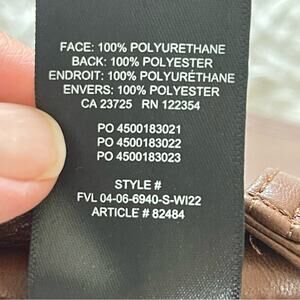 FACE: 100% POLYURETHANE
BACK: 100% POLYESTER
ENDROIT: 100% POLYURÉTHANE
ENVERS: 100% POLYESTER
CA 23725 RN 122354
PO 4500183021
PO 4500183022
PO 4500183023
STYLE #
FVL 04-06-6940-S-WI22
ARTICLE # 82484